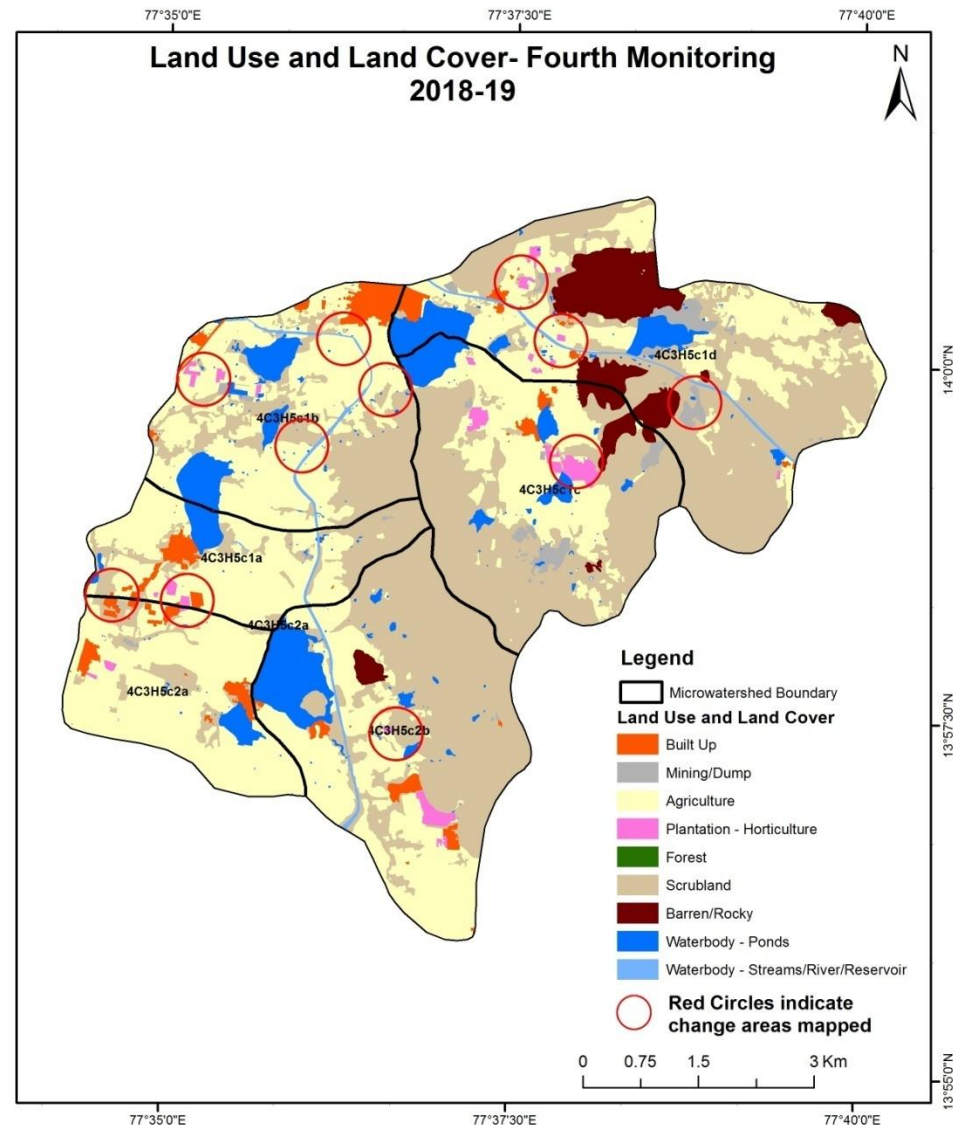 77°35'0"E
77°37'30"E
77°40'0"E
Land Use and Land Cover- Fourth Monitoring
2018-19
N
4C3H5c1d
14°0'0"N
4C3H5c1b
4C3H5c1c
4C3H5c1a
4C3H5c2a
4C3H5c2a
4C3H5c2b
13°57'30"N
Legend
Microwatershed Boundary
Land Use and Land Cover
Built Up
Mining/Dump
Agriculture
Plantation - Horticulture
Forest
Scrubland
Barren/Rocky
Waterbody - Ponds
Waterbody - Streams/River/Reservoir
Red Circles indicate
change areas mapped
0 0.75 1.5 3 Km
13°55'0"N
77°35'0"E
77°37'30"E
77°40'0"E